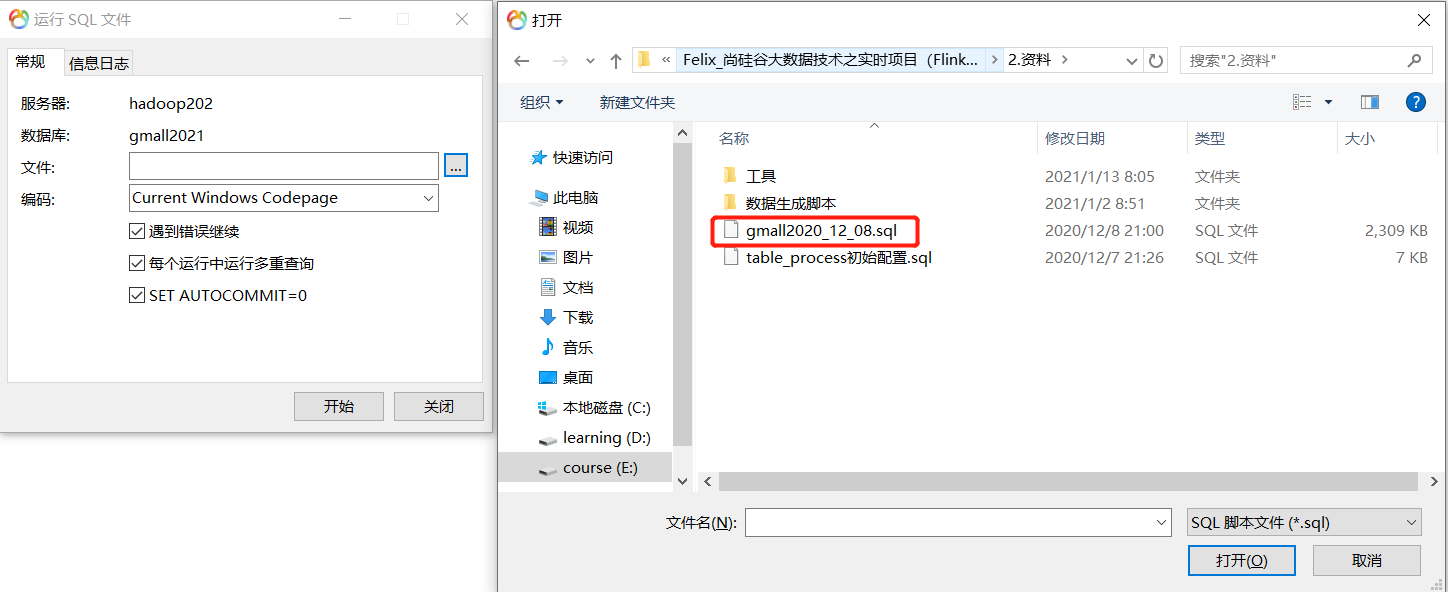 运行 SQL 文件
常规
信息日志
服务器:
hadoop202
数据库:
gmall2021
文件:
...
编码:
Current Windows Codepage
遇到错误继续
每个运行中运行多重查询
SET AUTOCOMMIT=0
开始
关闭
打开
« Felix_尚硅谷大数据技术之实时项目（Flink... > 2.资料 >
搜索"2.资料"
组织
新建文件夹
?
名称
修改日期
类型
大小
快速访问
此电脑
视频
图片
文档
下载
音乐
桌面
本地磁盘 (C:)
learning (D:)
course (E:)
工具 2021/1/13 8:05 文件夹
数据生成脚本 2021/1/2 8:51 文件夹
gmall2020_12_08.sql 2020/12/8 21:00 SQL 文件 2,309 KB
table_process初始配置.sql 2020/12/7 21:26 SQL 文件 7 KB
文件名(N):
SQL 脚本文件 (*.sql)
打开(O)
取消